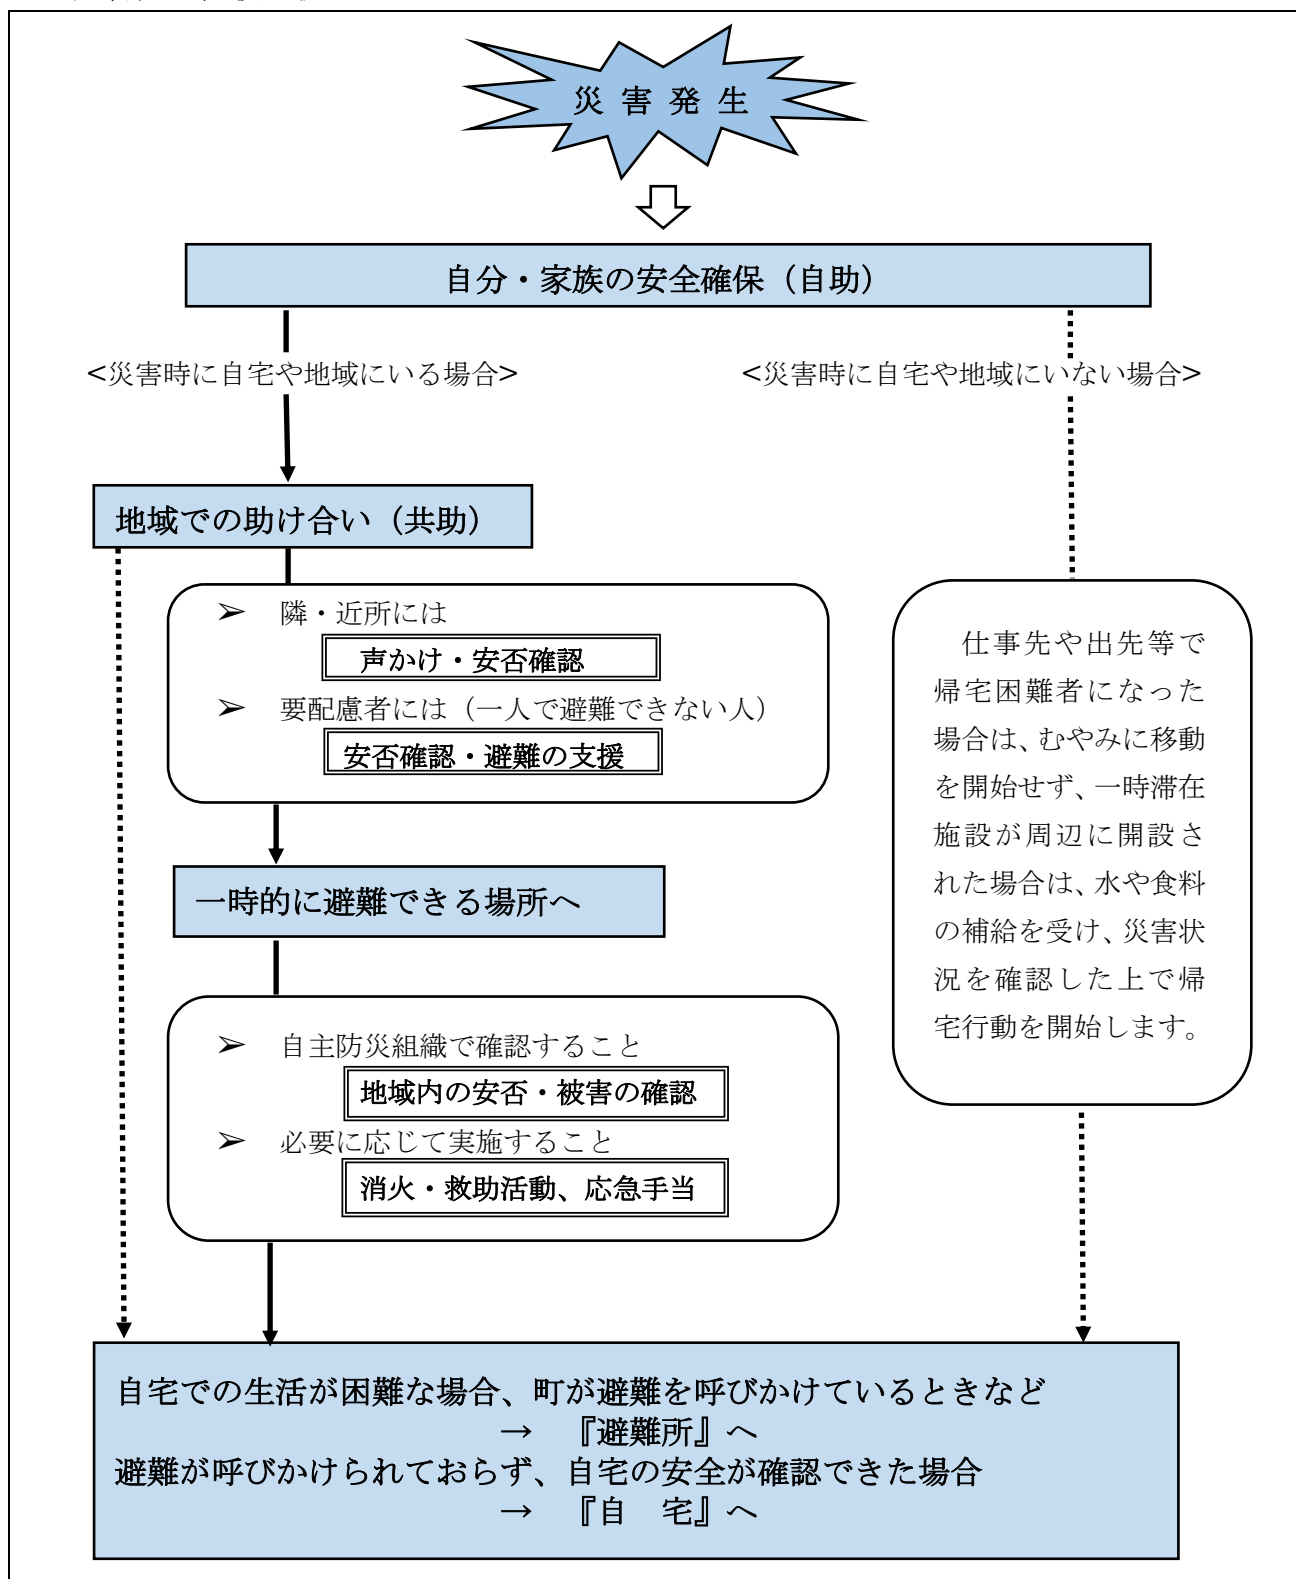 災 害 発 生
自分・家族の安全確保（自助）
<災害時に自宅や地域にいる場合>
<災害時に自宅や地域にいない場合>
地域での助け合い（共助）
➢ 隣・近所には
声かけ・安否確認
➢ 要配慮者には（一人で避難できない人）
安否確認・避難の支援
一時的に避難できる場所へ
➢ 自主防災組織で確認すること
地域内の安否・被害の確認
➢ 必要に応じて実施すること
消火・救助活動、応急手当
仕事先や出先等で
帰宅困難者になった
場合は、むやみに移動
を開始せず、一時滞在
施設が周辺に開設さ
れた場合は、水や食料
の補給を受け、災害状
況を確認した上で帰
宅行動を開始します。
自宅での生活が困難な場合、町が避難を呼びかけているときなど
→ 『避難所』へ
避難が呼びかけられておらず、自宅の安全が確認できた場合
→ 『自　宅』へ